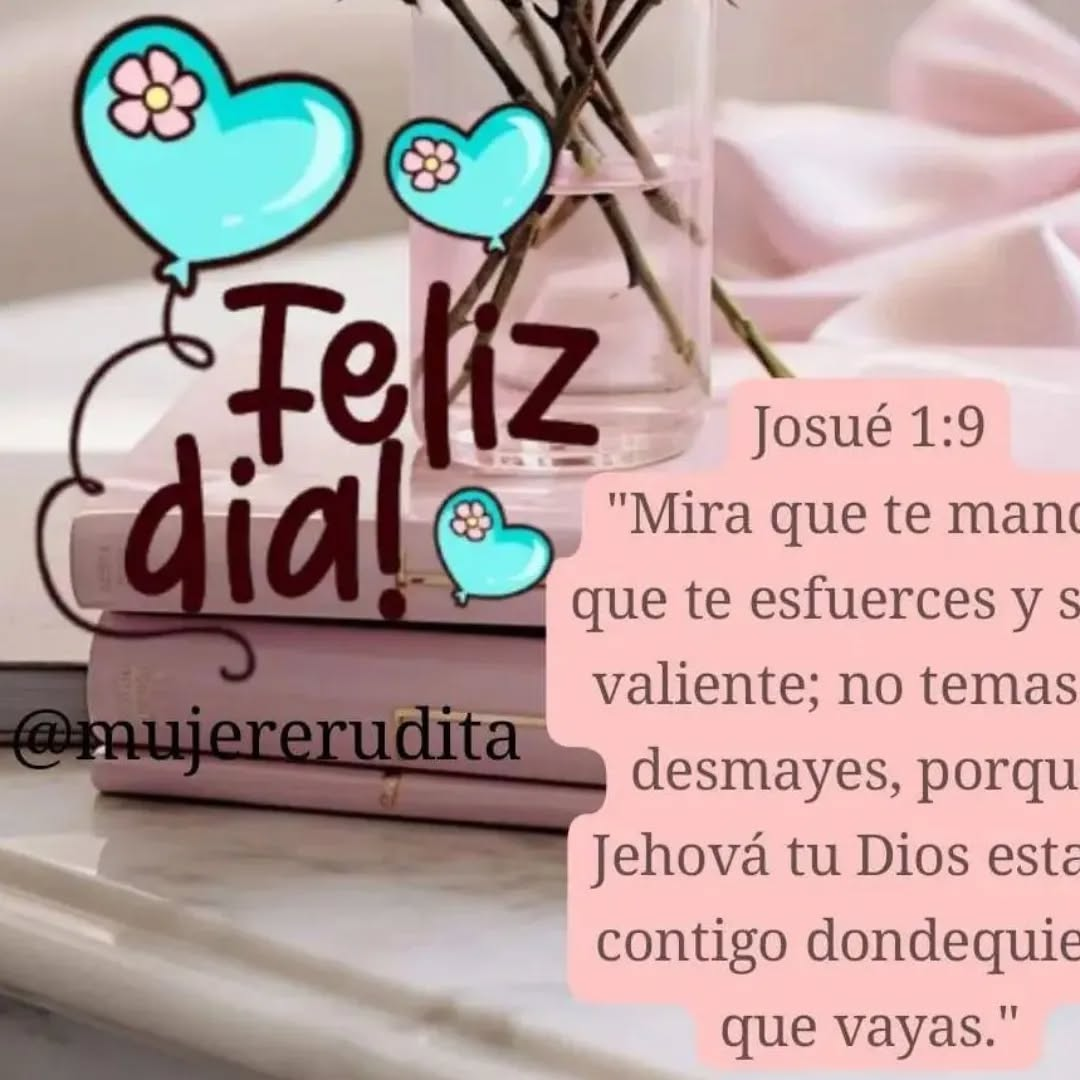 Feliz
dia!
@mujererudita
Josué 1:9
"Mira que te
que te esfuerces y
valiente; no temas
desmayes,
Jehová tu Dios
contigo
que vayas."